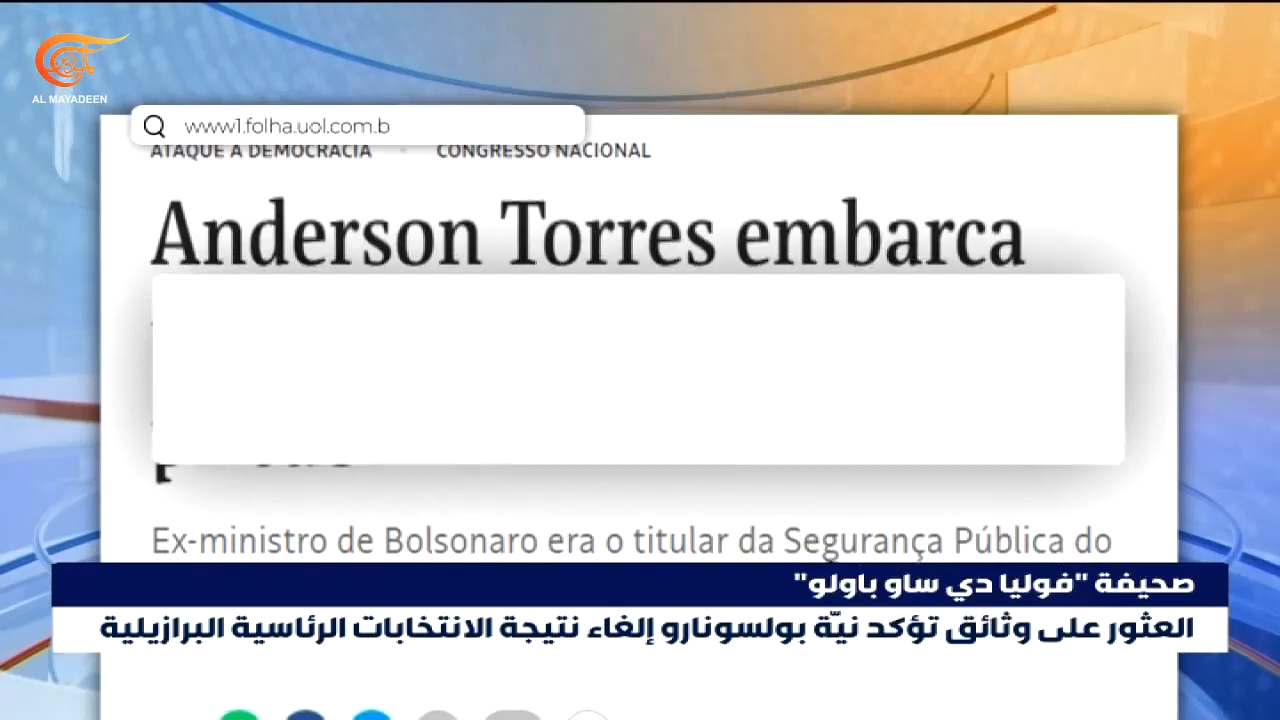 AL MAYADEEN
www1.folha.uol.com.b
ATAQUE À DEMOCRACIA CONGRESSO NACIONAL
Anderson Torres embarca
Ex-ministro de Bolsonaro era o titular da Segurança Pública do
صحيفة "فوليا دي ساو باولو"
العثور على وثائق تؤكد نيّة بولسونارو إلغاء نتيجة الانتخابات الرئاسية البرازيلية